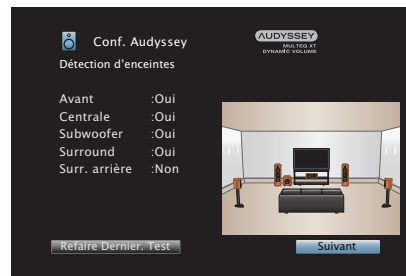 Conf. Audyssey
AUDYSSEY
MULTEQ XT
DYNAMIC VOLUME
Détection d'enceintes
Avant :Oui
Centrale :Oui
Subwoofer :Oui
Surround :Oui
Surr. arrière :Non
Refaire Dernier. Test
Suivant